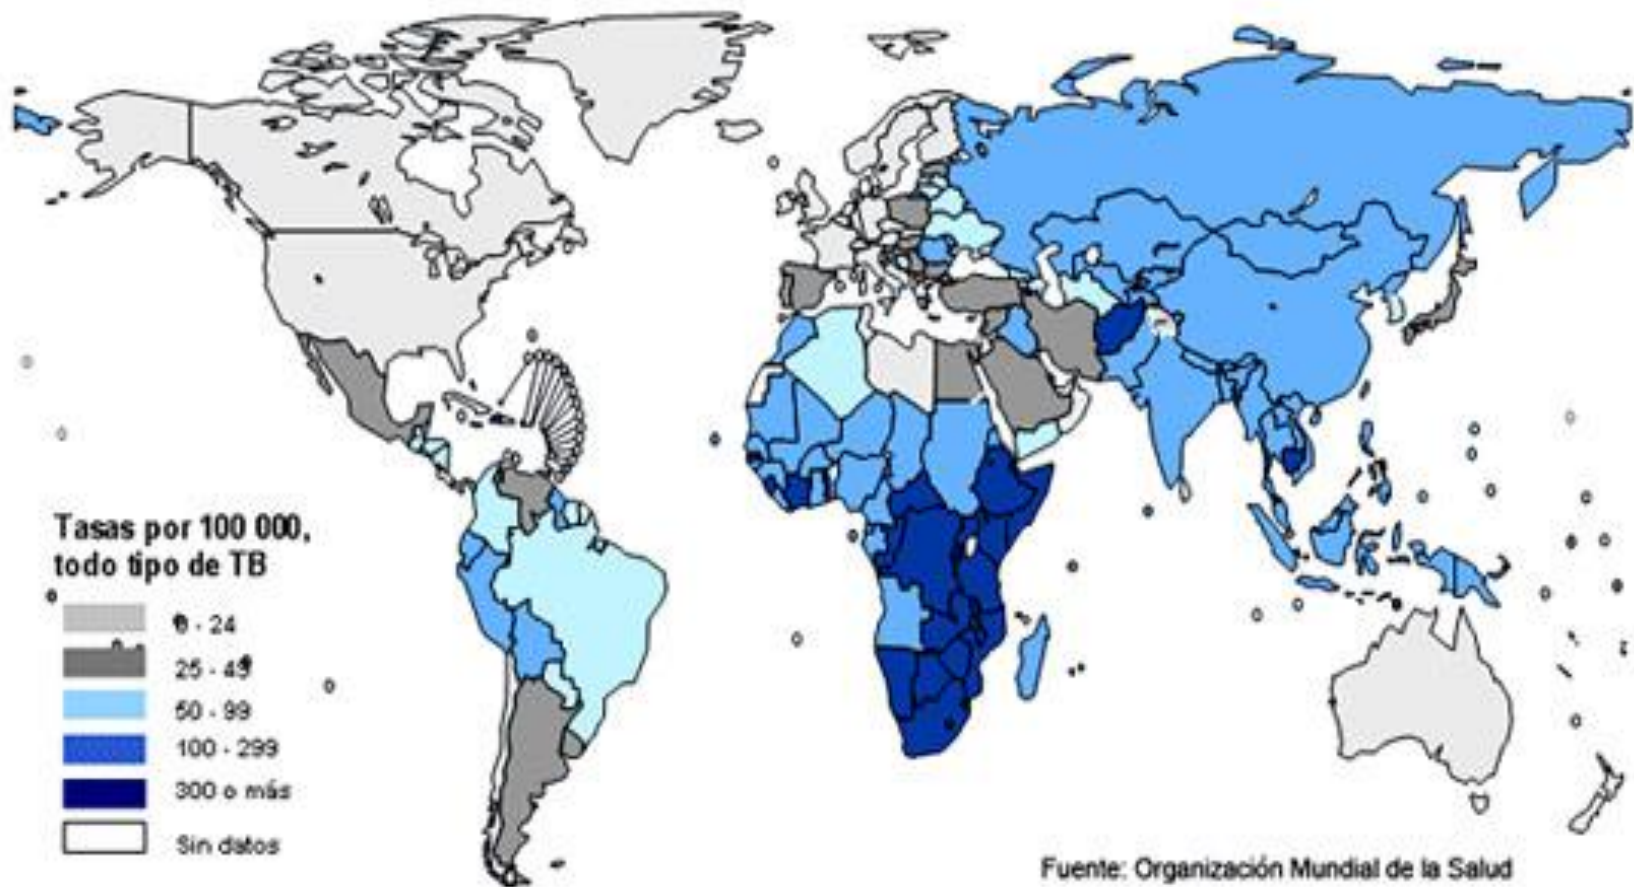 Tasas por 100 000,
todo tipo de TB
0 - 24
25 - 49
50 - 99
100 - 299
300 o más
Sin datos
Fuente: Organización Mundial de la Salud